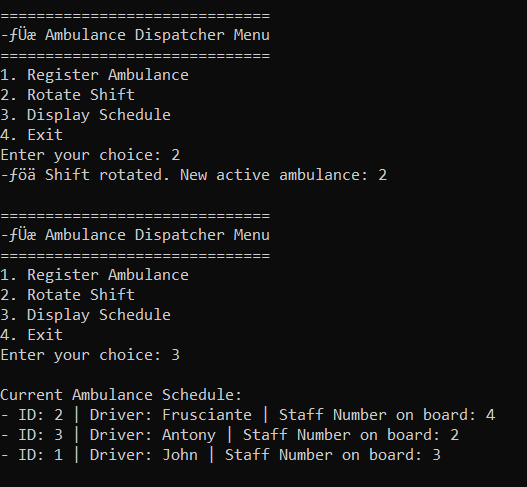 ==============================
-ƒÜæ Ambulance Dispatcher Menu
==============================
1. Register Ambulance
2. Rotate Shift
3. Display Schedule
4. Exit
Enter your choice: 2
-ƒöä Shift rotated. New active ambulance: 2
==============================
-ƒÜæ Ambulance Dispatcher Menu
==============================
1. Register Ambulance
2. Rotate Shift
3. Display Schedule
4. Exit
Enter your choice: 3
Current Ambulance Schedule:
- ID: 2 | Driver: Frusciante | Staff Number on board: 4
- ID: 3 | Driver: Antony | Staff Number on board: 2
- ID: 1 | Driver: John | Staff Number on board: 3